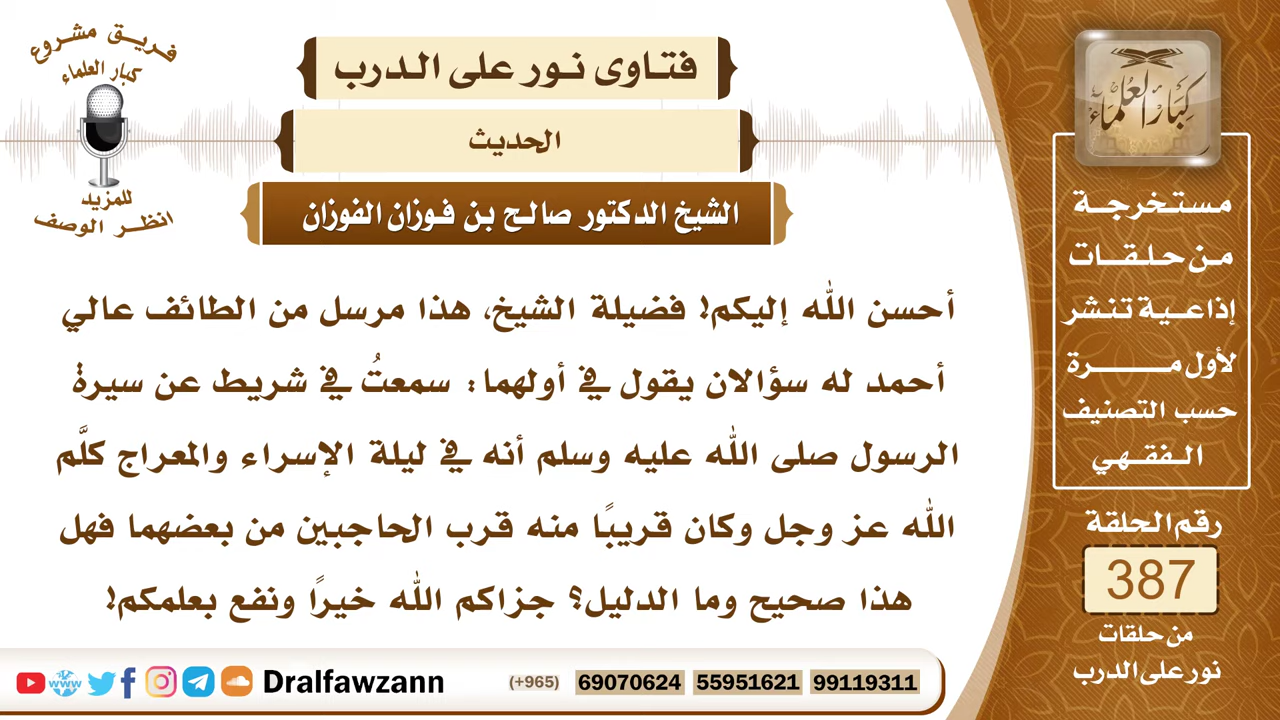 فريق مشروع
كبار العلماء
للمزيد
انظر الوصف
فتاوى نور على الدرب
الحديث
الشيخ الدكتور صالح بن فوزان الفوزان
أحسن الله إليكم! فضيلة الشيخ، هذا مرسل من الطائف عالي
أحمد له سؤالان يقول في أولهما: سمعتُ في شريط عن سيرة
الرسول صلى الله عليه وسلم أنه في ليلة الإسراء والمعراج كلَّم
الله عز وجل وكان قريبًا منه قرب الحاجبين من بعضهما فهل
هذا صحيح وما الدليل؟ جزاكم الله خيرًا ونفع بعلمكم!
كبار العلماء
مستخرجة
من حلقات
إذاعية تنشر
لأول مرة
حسب التصنيف
الفقهي
رقم الحلقة
387
من حلقات
نور على الدرب
www
Dralfawzann
(+965) 69070624 55951621 99119311